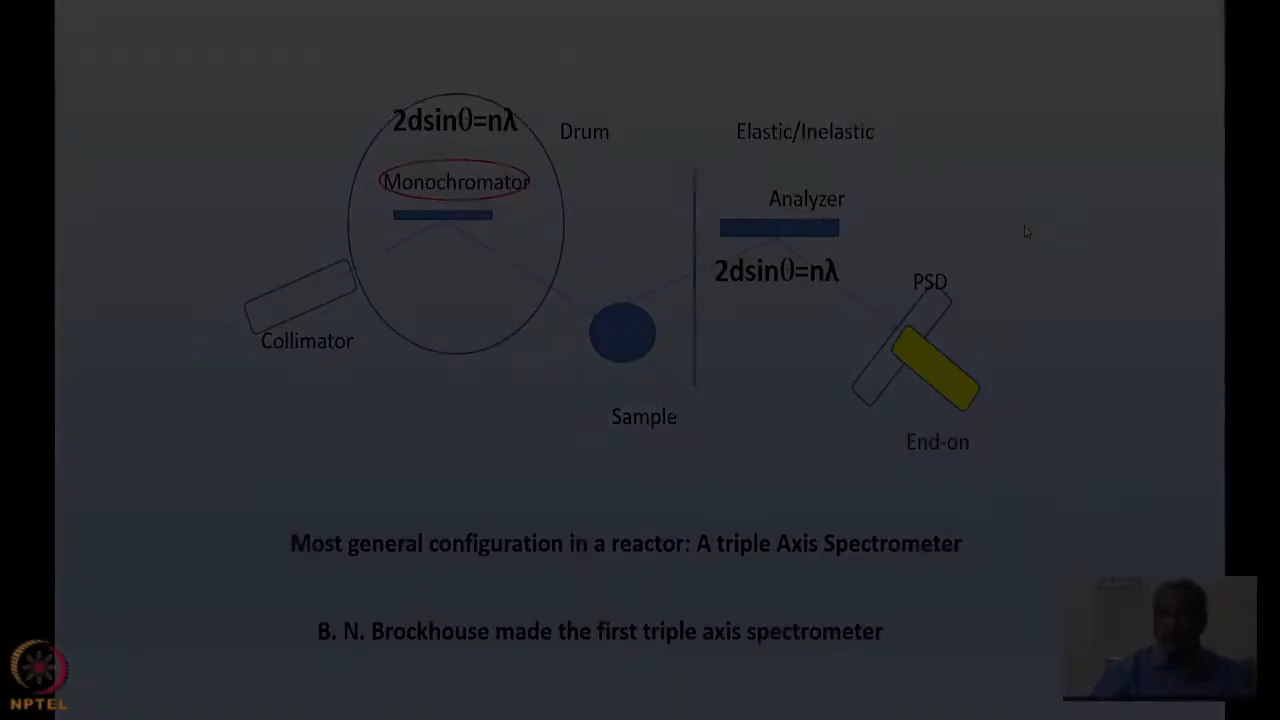 2dsinθ=nλ
Drum
Elastic/Inelastic
Monochromator
Analyzer
2dsinθ=nλ
PSD
Collimator
Sample
End-on
Most general configuration in a reactor: A triple Axis Spectrometer
B. N. Brockhouse made the first triple axis spectrometer
NPTEL